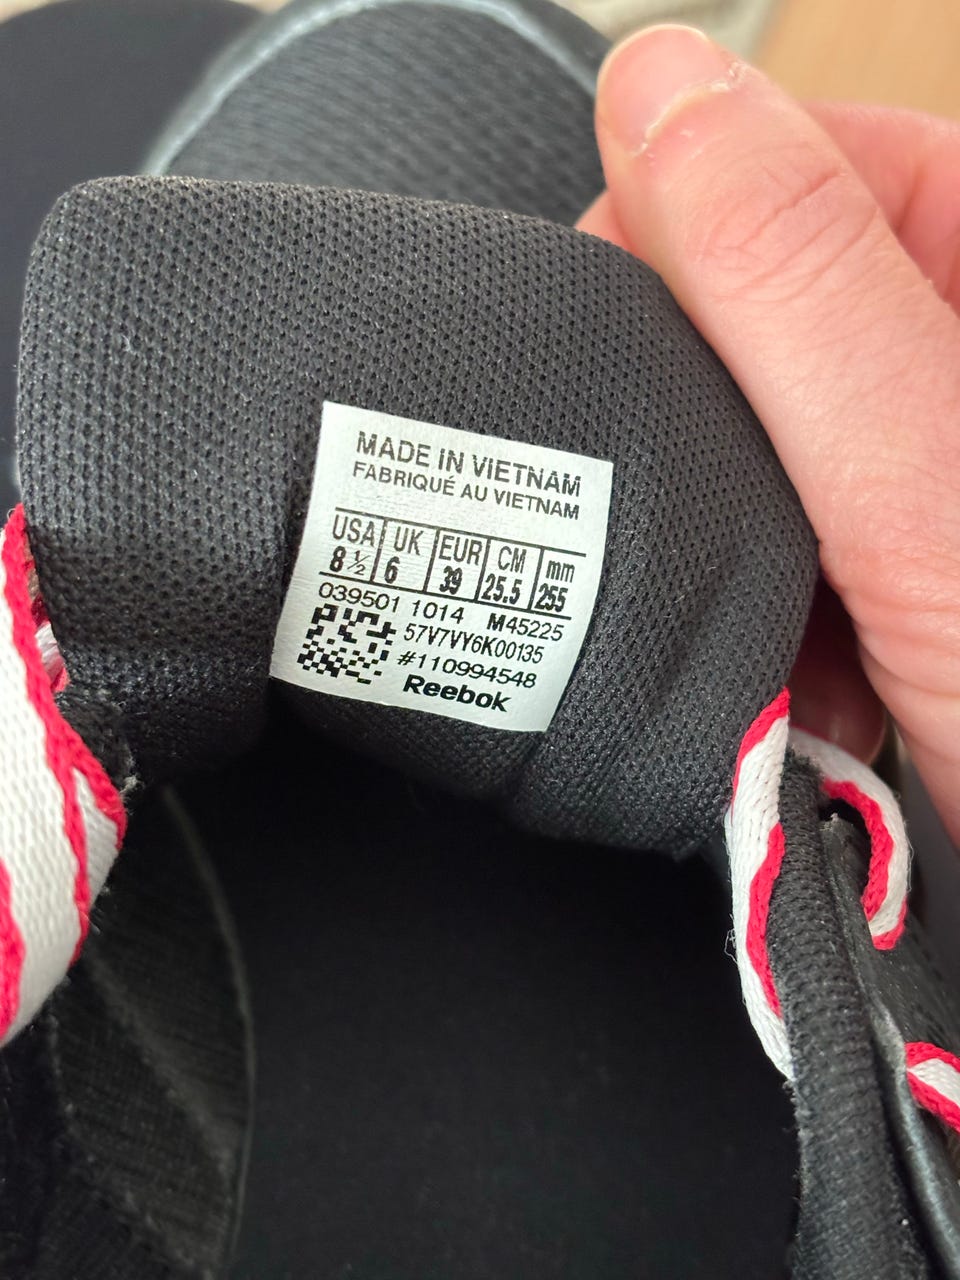 MADE IN VIETNAM
FABRIQUÉ AU VIETNAM
USA UK EUR CM mm
8 ½ 6 39 25.5 255
039501 1014 M45225
57V7VY6K00135
#110994548
Reebok